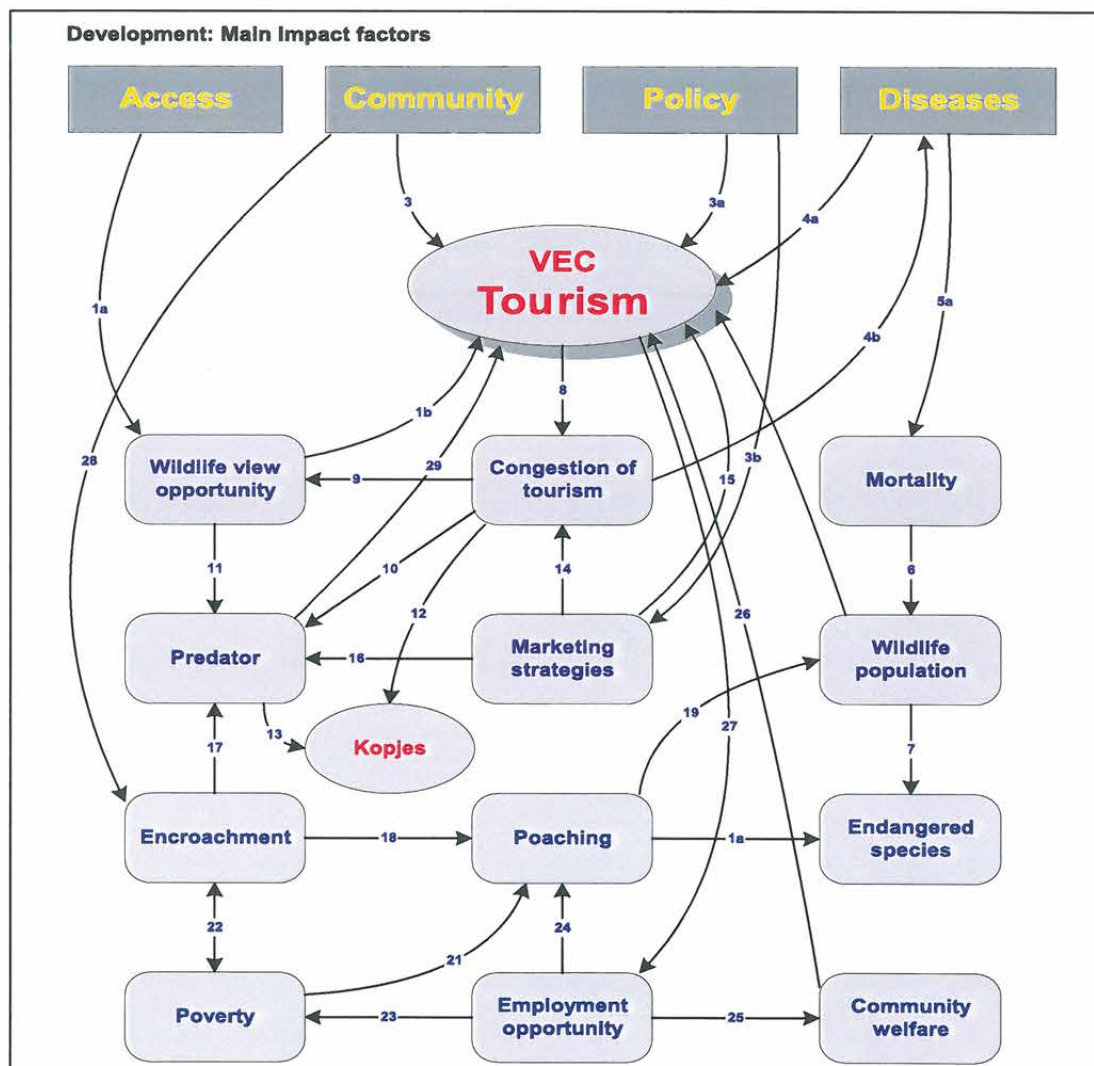 Development: Main Impact factors
Access
Community
Policy
Diseases
3
3a
4a
VEC
Tourism
1a
5a
4b
8
1b
28
29
3b
Wildlife view
opportunity
9
Congestion of
tourism
15
Mortality
11
10
14
6
12
26
Predator
16
Marketing
strategies
Wildlife
population
19
27
17
13
Kopjes
7
Encroachment
18
Poaching
1a
Endangered
species
22
24
21
Poverty
23
Employment
opportunity
25
Community
welfare